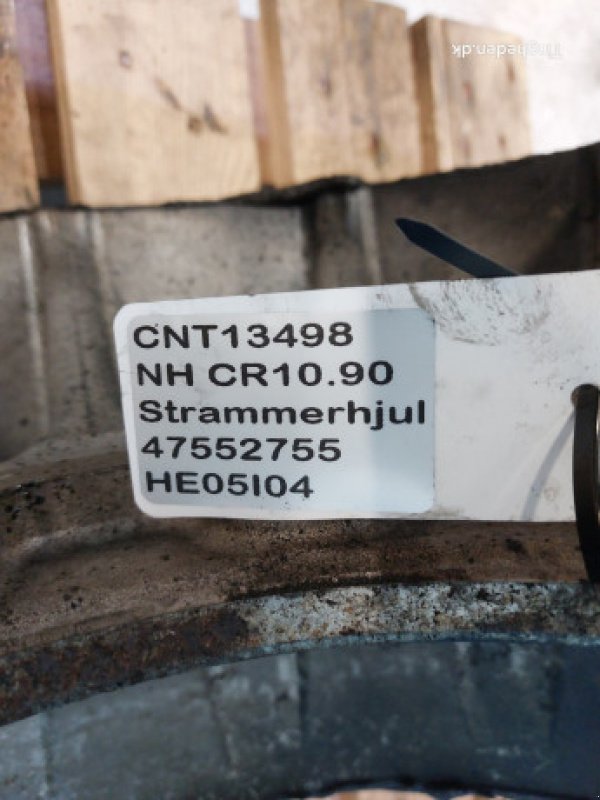 CNT13498
NH CR10.90
Strammerhjul
47552755
HE05I04